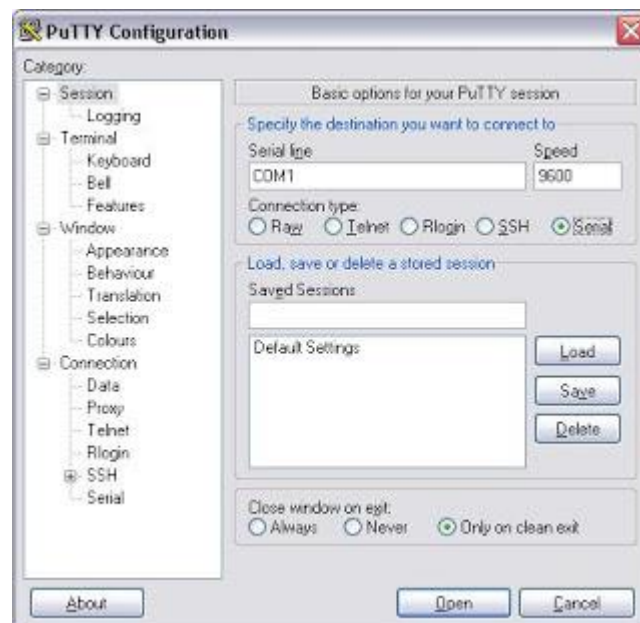 PuTTY Configuration
Category:
Session
Logging
Terminal
Keyboard
Bell
Features
Window
Appearance
Behaviour
Translation
Selection
Colours
Connection
Data
Proxy
Telnet
Rlogin
SSH
Serial
Basic options for your PuTTY session
Specify the destination you want to connect to
Serial line Speed
COM1 9600
Connection type:
Raw Telnet Rlogin SSH Serial
Load, save or delete a stored session
Saved Sessions
Default Settings
Load
Save
Delete
Close window on exit:
Always Never Only on clean exit
About Open Cancel